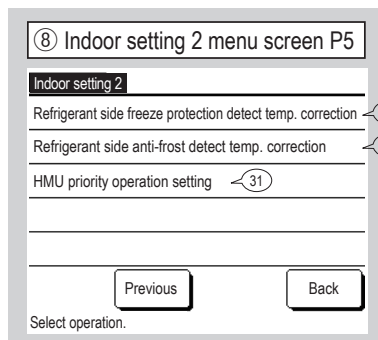 ⑧ Indoor setting 2 menu screen P5
Indoor setting 2
Refrigerant side freeze protection detect temp. correction
Refrigerant side anti-frost detect temp. correction
HMU priority operation setting 31
Previous Back
Select operation.